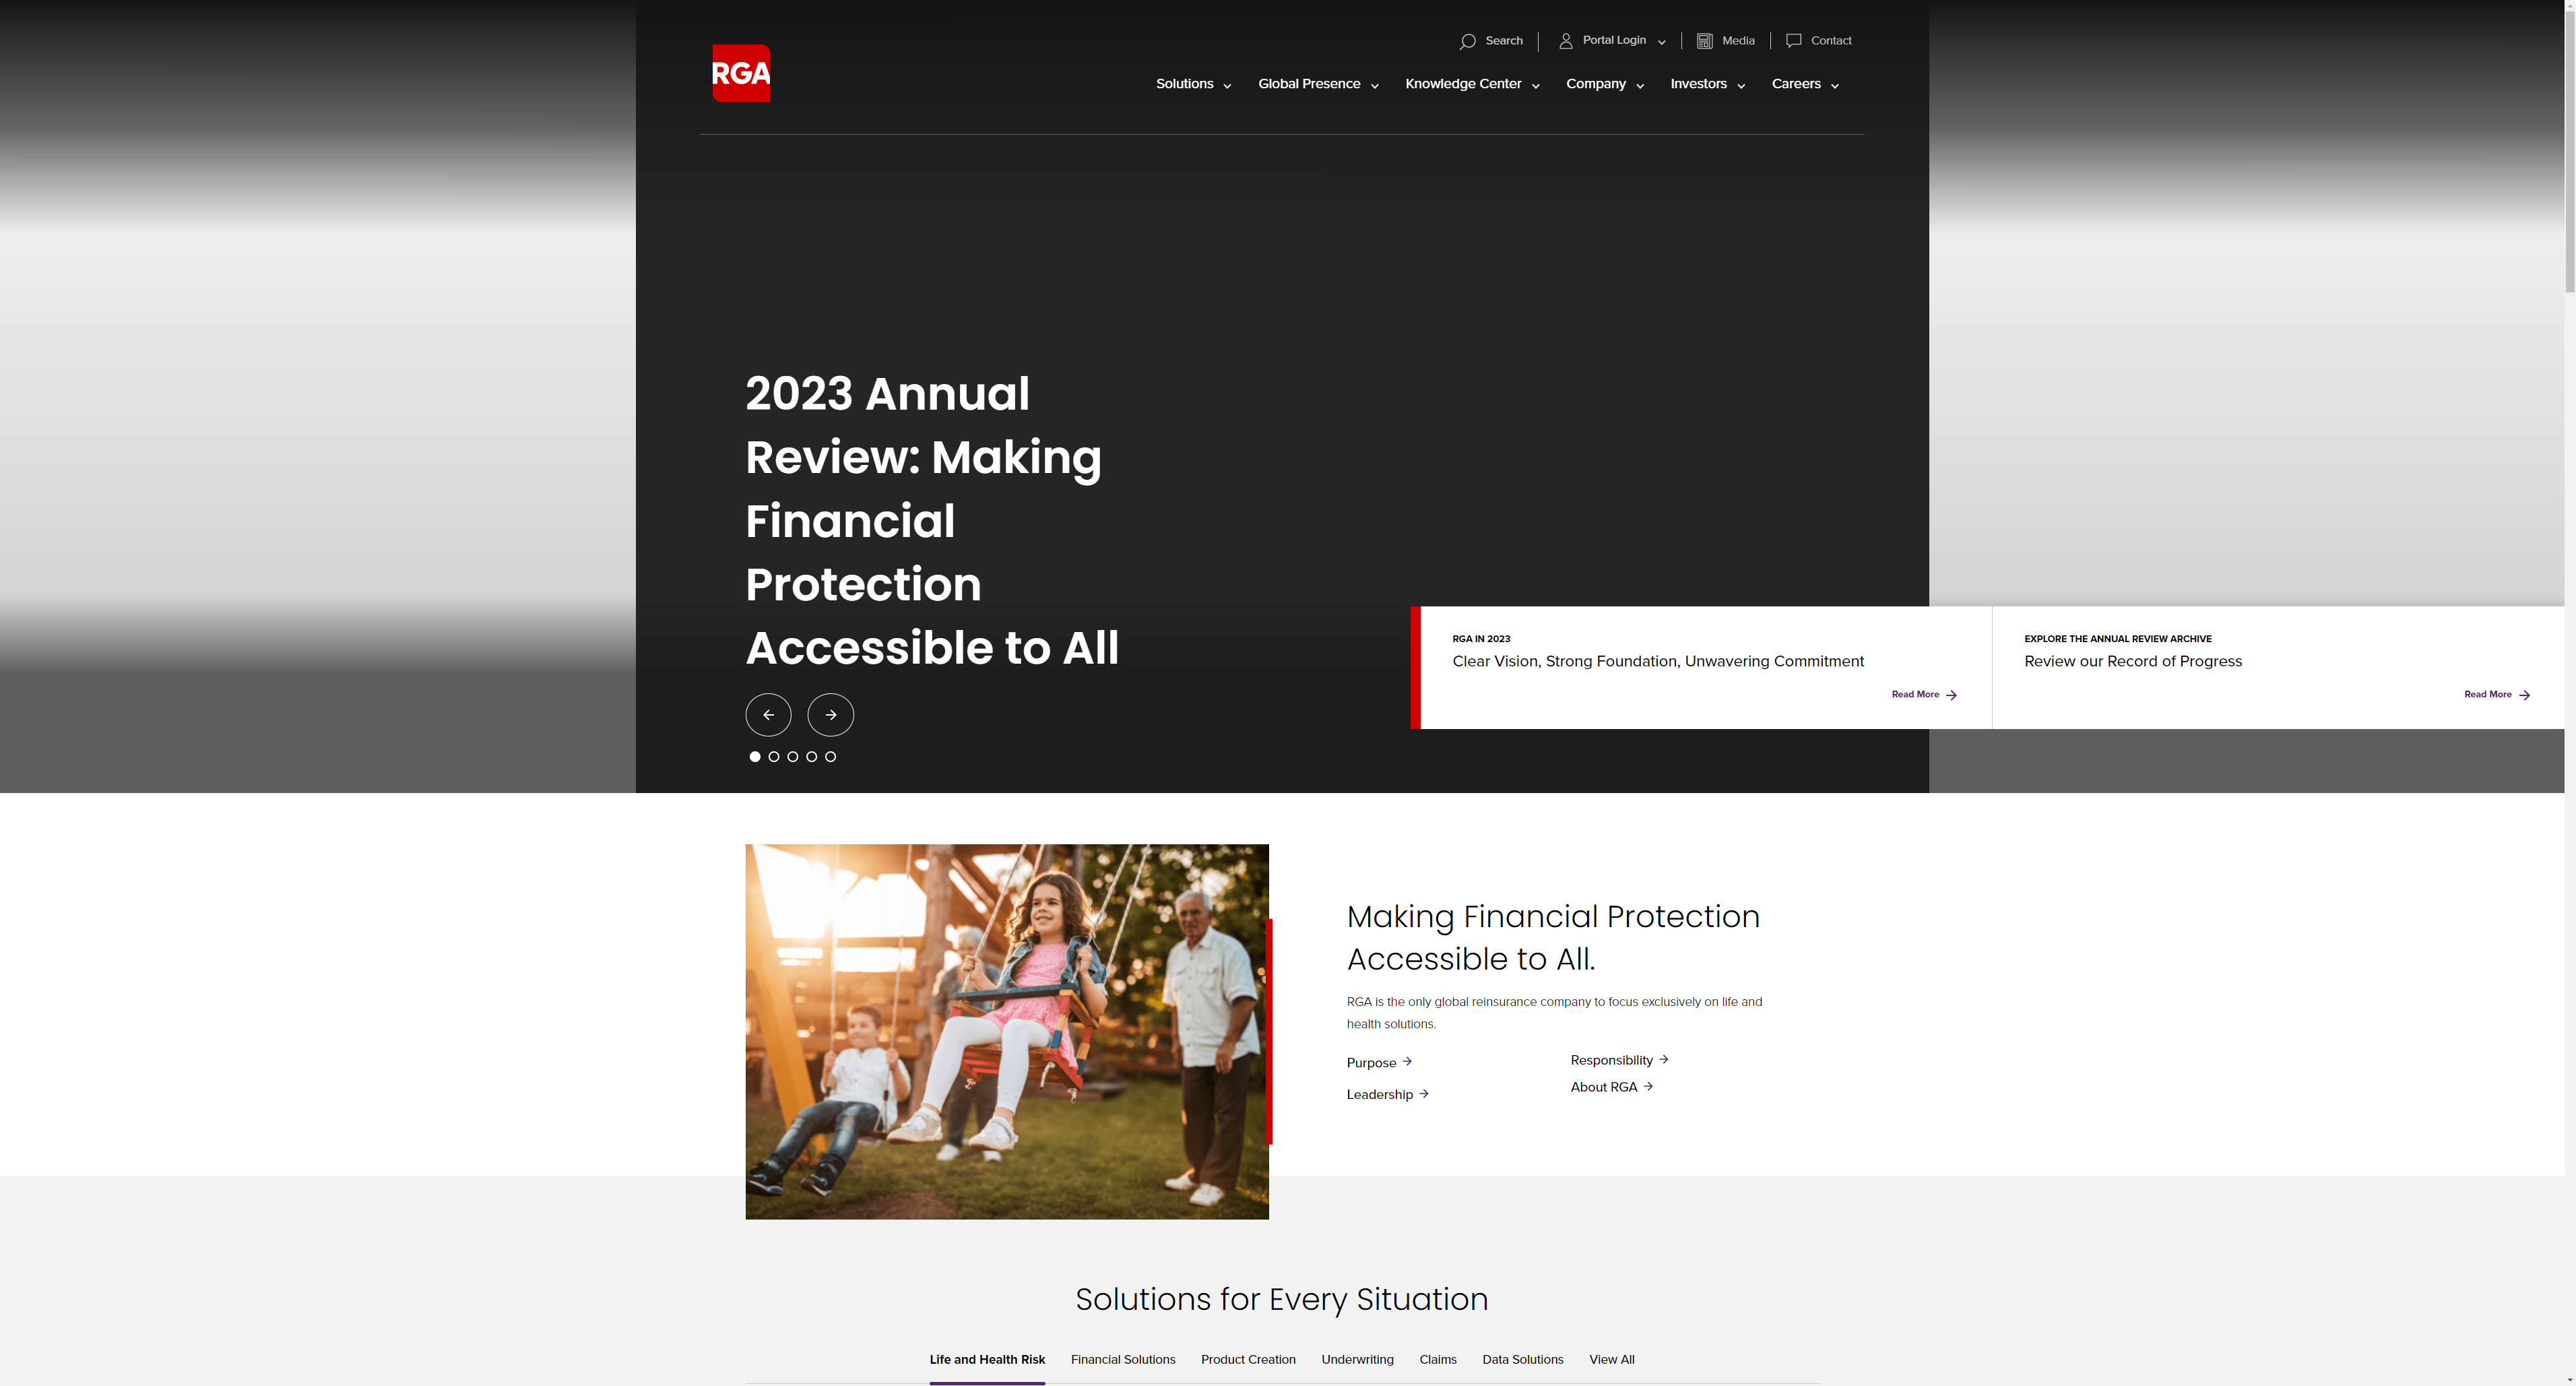 Search
Portal Login
Media
Contact
RGA
Solutions
Global Presence
Knowledge Center
Company
Investors
Careers
2023 Annual
Review: Making
Financial
Protection
Accessible to All
RGA IN 2023
Clear Vision, Strong Foundation, Unwavering Commitment
Read More
EXPLORE THE ANNUAL REVIEW ARCHIVE
Review our Record of Progress
Read More
Making Financial Protection
Accessible to All.
RGA is the only global reinsurance company to focus exclusively on life and
health solutions.
Purpose
Leadership
Responsibility
About RGA
Solutions for Every Situation
Life and Health Risk
Financial Solutions
Product Creation
Underwriting
Claims
Data Solutions
View All